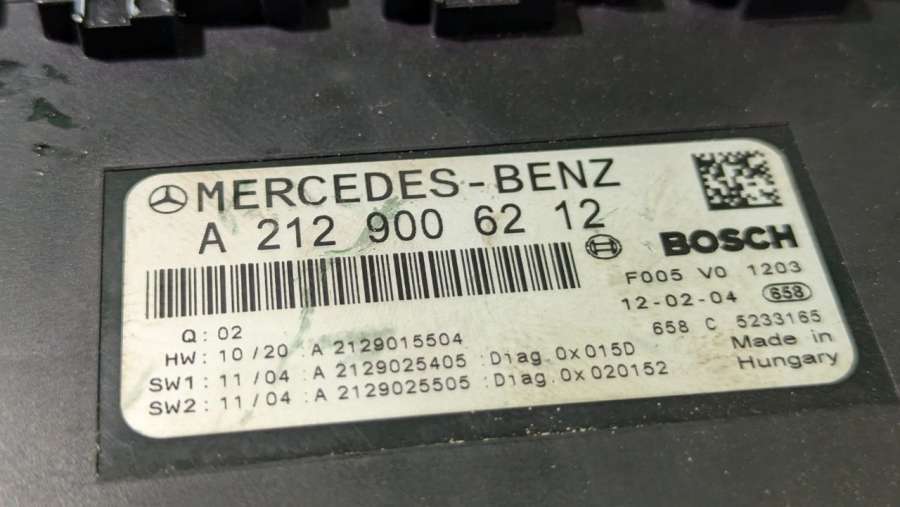 MERCEDES-BENZ
A 212 900 62 12
BOSCH
F005 V0 1203
12-02-04 658
658 C 5233165
Made in
Hungary
Q: 02
HW: 10/20 :A 2129015504
SW1: 11/04 :A 2129025405 :Diag.0x015D
SW2: 11/04 :A 2129025505 :Diag.0x020152